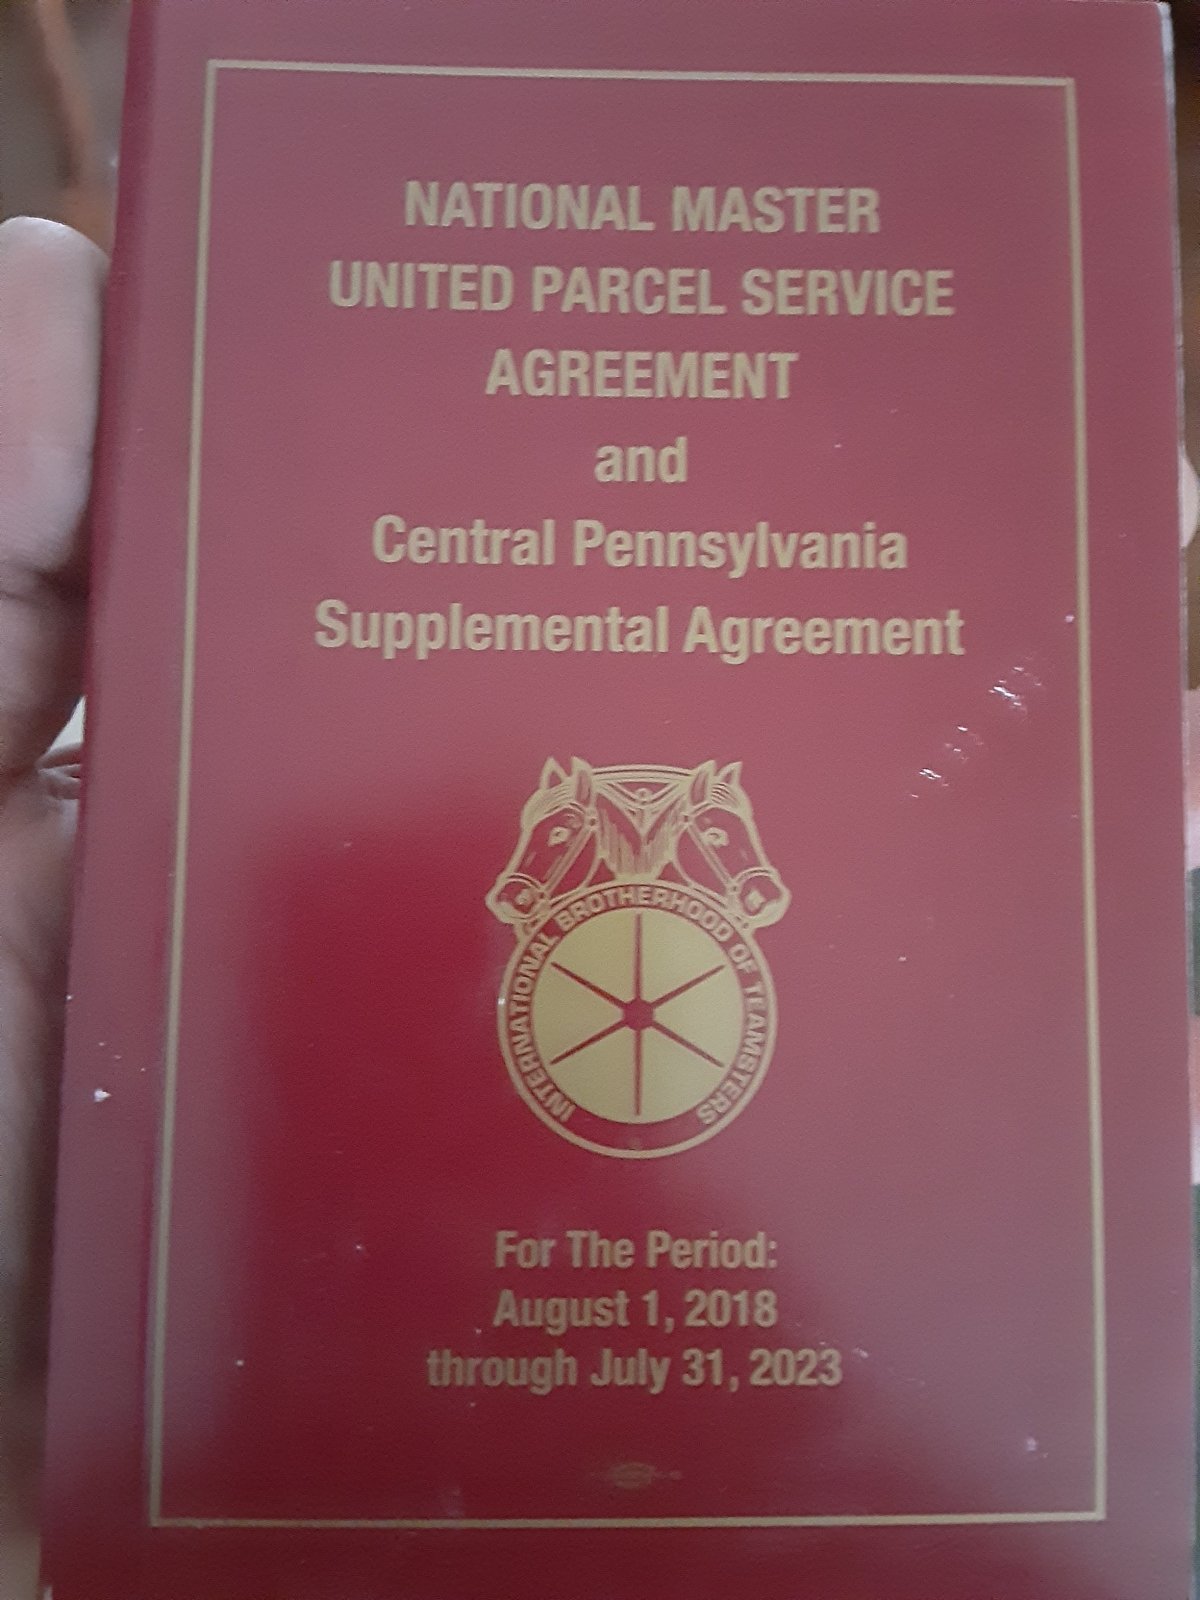 NATIONAL MASTER
UNITED PARCEL SERVICE
AGREEMENT
and
Central Pennsylvania
Supplemental Agreement
INTERNATIONAL BROTHERHOOD OF TEAMSTERS
For The Period:
August 1, 2018
through July 31, 2023